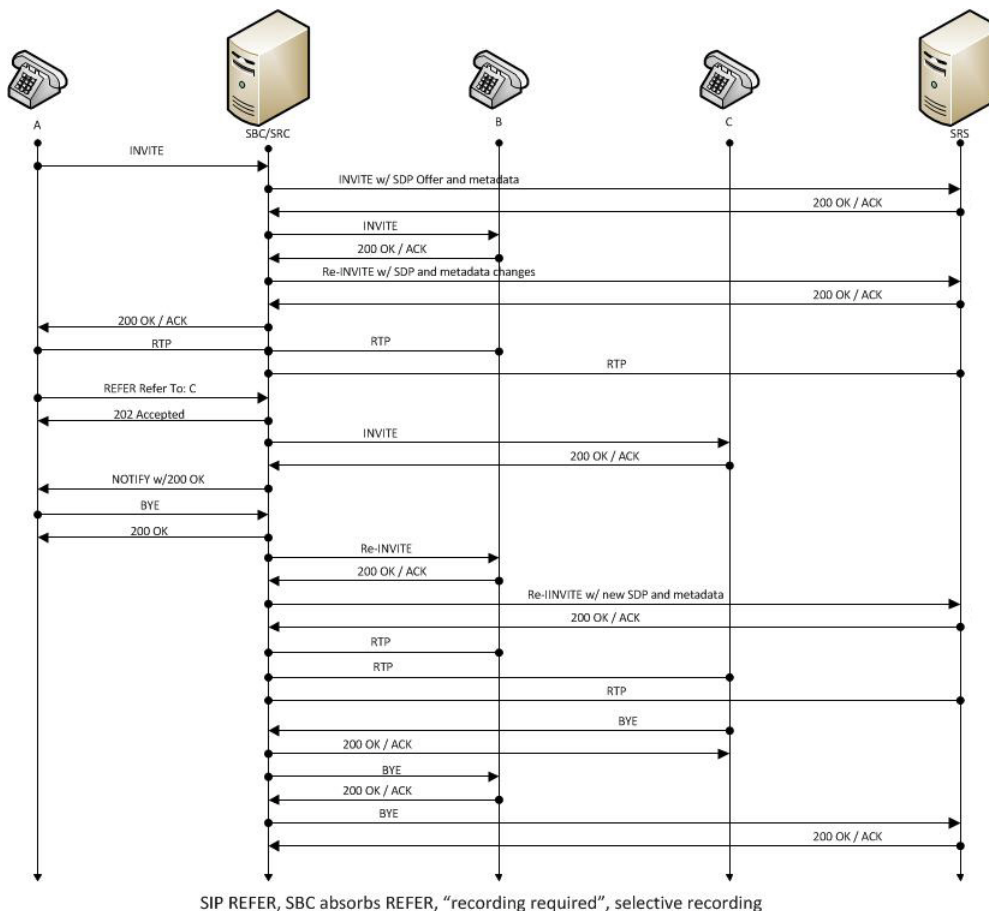 A
SBC/SRC
B
C
SRS
INVITE
INVITE w/ SDP Offer and metadata
200 OK / ACK
INVITE
200 OK / ACK
Re-INVITE w/ SDP and metadata changes
200 OK / ACK
200 OK / ACK
RTP
RTP
RTP
REFER Refer To: C
202 Accepted
INVITE
200 OK / ACK
NOTIFY w/200 OK
BYE
200 OK
Re-INVITE
200 OK / ACK
Re-IINVITE w/ new SDP and metadata
200 OK / ACK
RTP
RTP
RTP
BYE
200 OK / ACK
BYE
200 OK / ACK
BYE
200 OK / ACK
SIP REFER, SBC absorbs REFER, “recording required”, selective recording